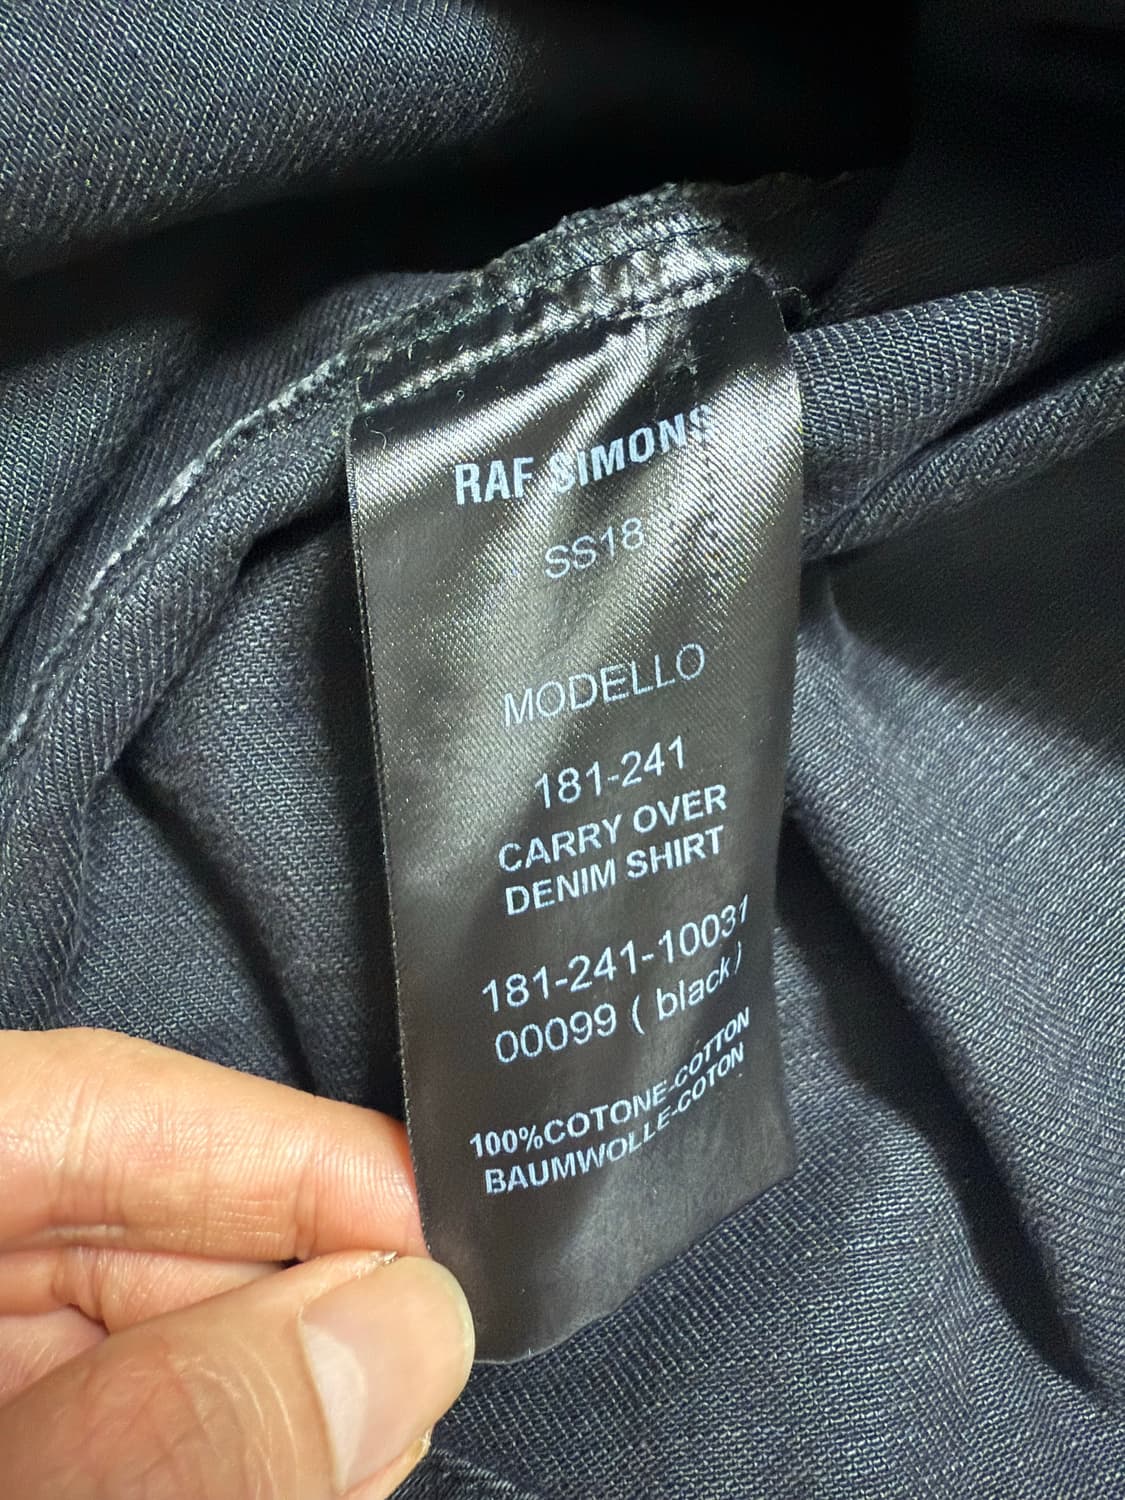 RAF SIMONS
SS18
MODELLO
181-241
CARRY OVER
DENIM SHIRT
181-241-10031
00099 ( black )
100%COTONE-COTTON
BAUMWOLLE-COTON